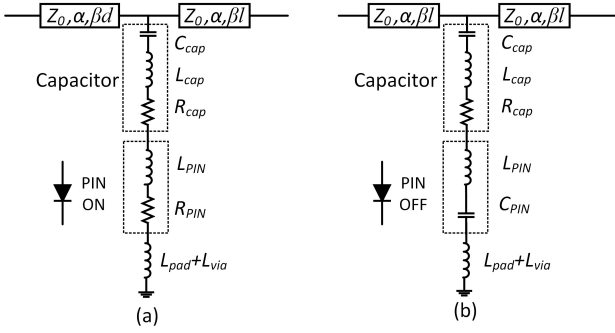 Z0,α,βd
Z0,α,βl
Ccap
Lcap
Rcap
Capacitor
LPIN
RPIN
PIN
ON
Lpad+Lvia
(a)
Z0,α,βl
Z0,α,βl
Ccap
Lcap
Rcap
Capacitor
LPIN
CPIN
PIN
OFF
Lpad+Lvia
(b)